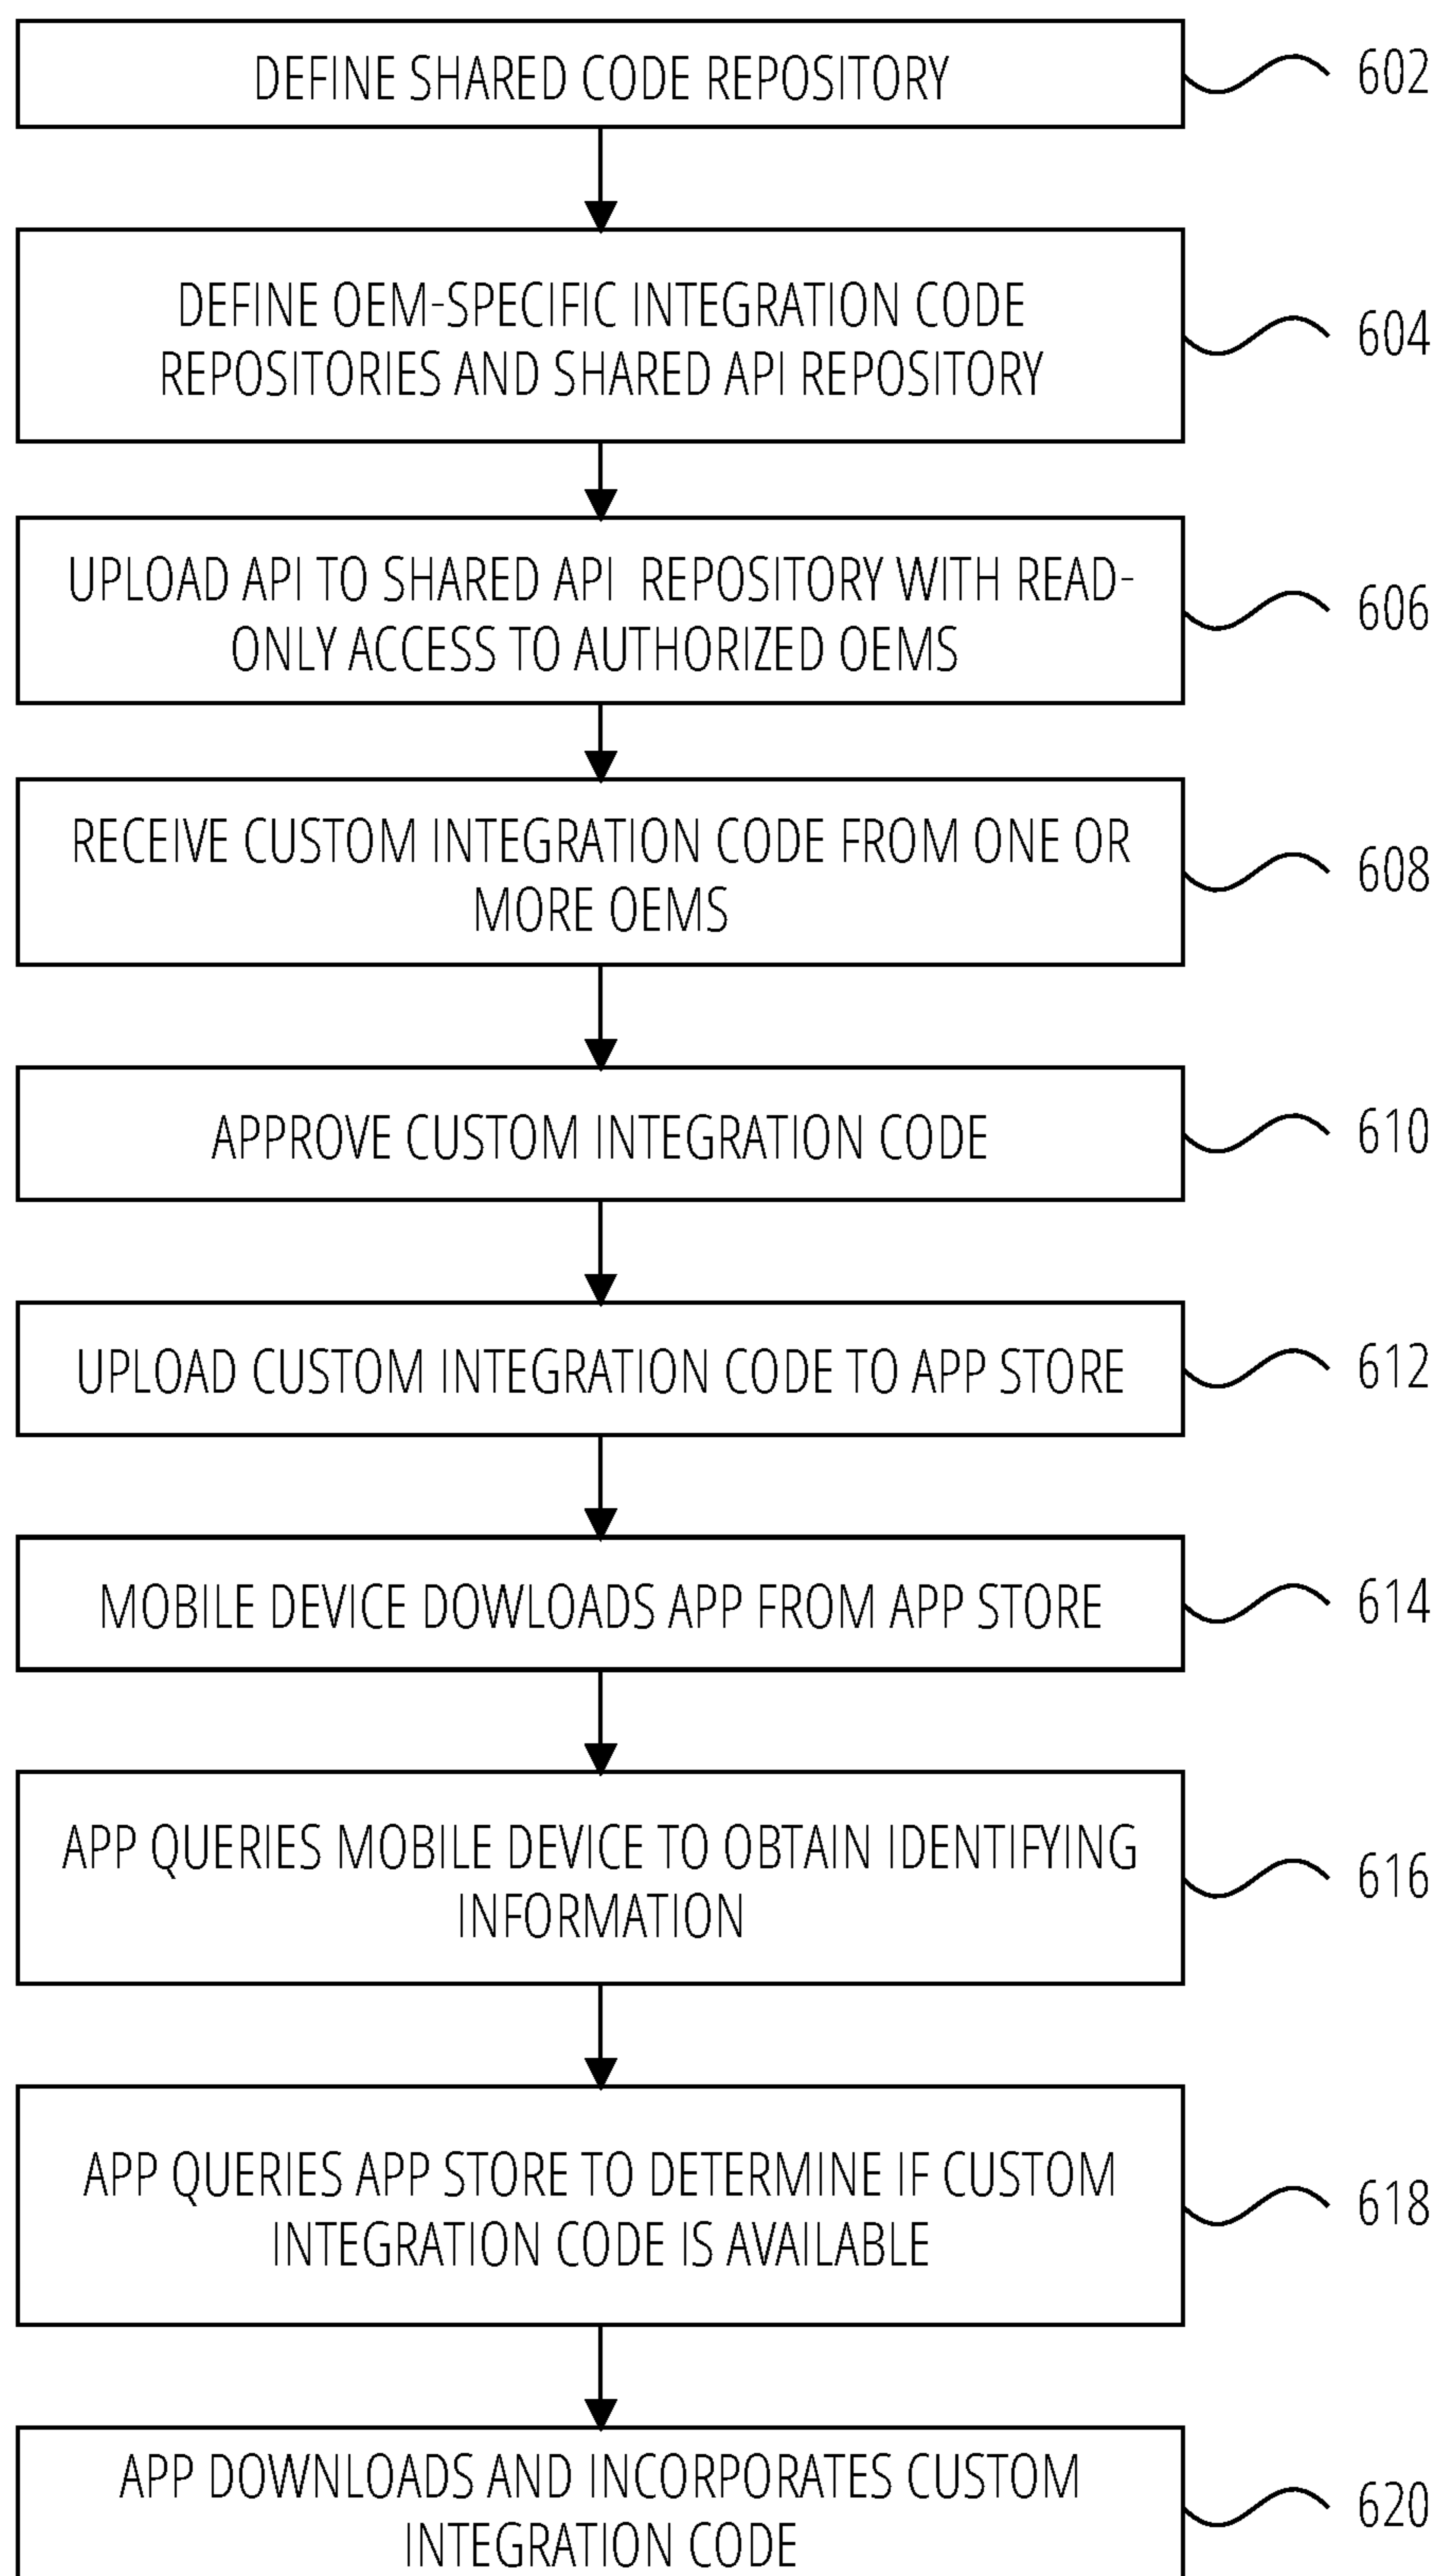 DEFINE SHARED CODE REPOSITORY
602
DEFINE OEM-SPECIFIC INTEGRATION CODE
REPOSITORIES AND SHARED API REPOSITORY
604
UPLOAD API TO SHARED API REPOSITORY WITH READ-
ONLY ACCESS TO AUTHORIZED OEMS
606
RECEIVE CUSTOM INTEGRATION CODE FROM ONE OR
MORE OEMS
608
APPROVE CUSTOM INTEGRATION CODE
610
UPLOAD CUSTOM INTEGRATION CODE TO APP STORE
612
MOBILE DEVICE DOWLOADS APP FROM APP STORE
614
APP QUERIES MOBILE DEVICE TO OBTAIN IDENTIFYING
INFORMATION
616
APP QUERIES APP STORE TO DETERMINE IF CUSTOM
INTEGRATION CODE IS AVAILABLE
618
APP DOWNLOADS AND INCORPORATES CUSTOM
INTEGRATION CODE
620